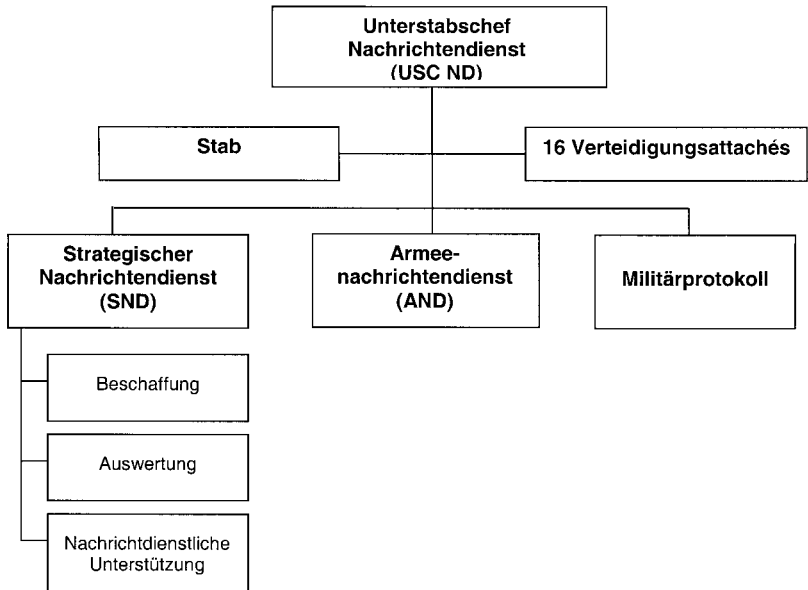 Unterstabschef
Nachrichtendienst
(USC ND)
Stab
16 Verteidigungsattachés
Strategischer
Nachrichtendienst
(SND)
Armee-
nachrichtendienst
(AND)
Militärprotokoll
Beschaffung
Auswertung
Nachrichtdienstliche
Unterstützung